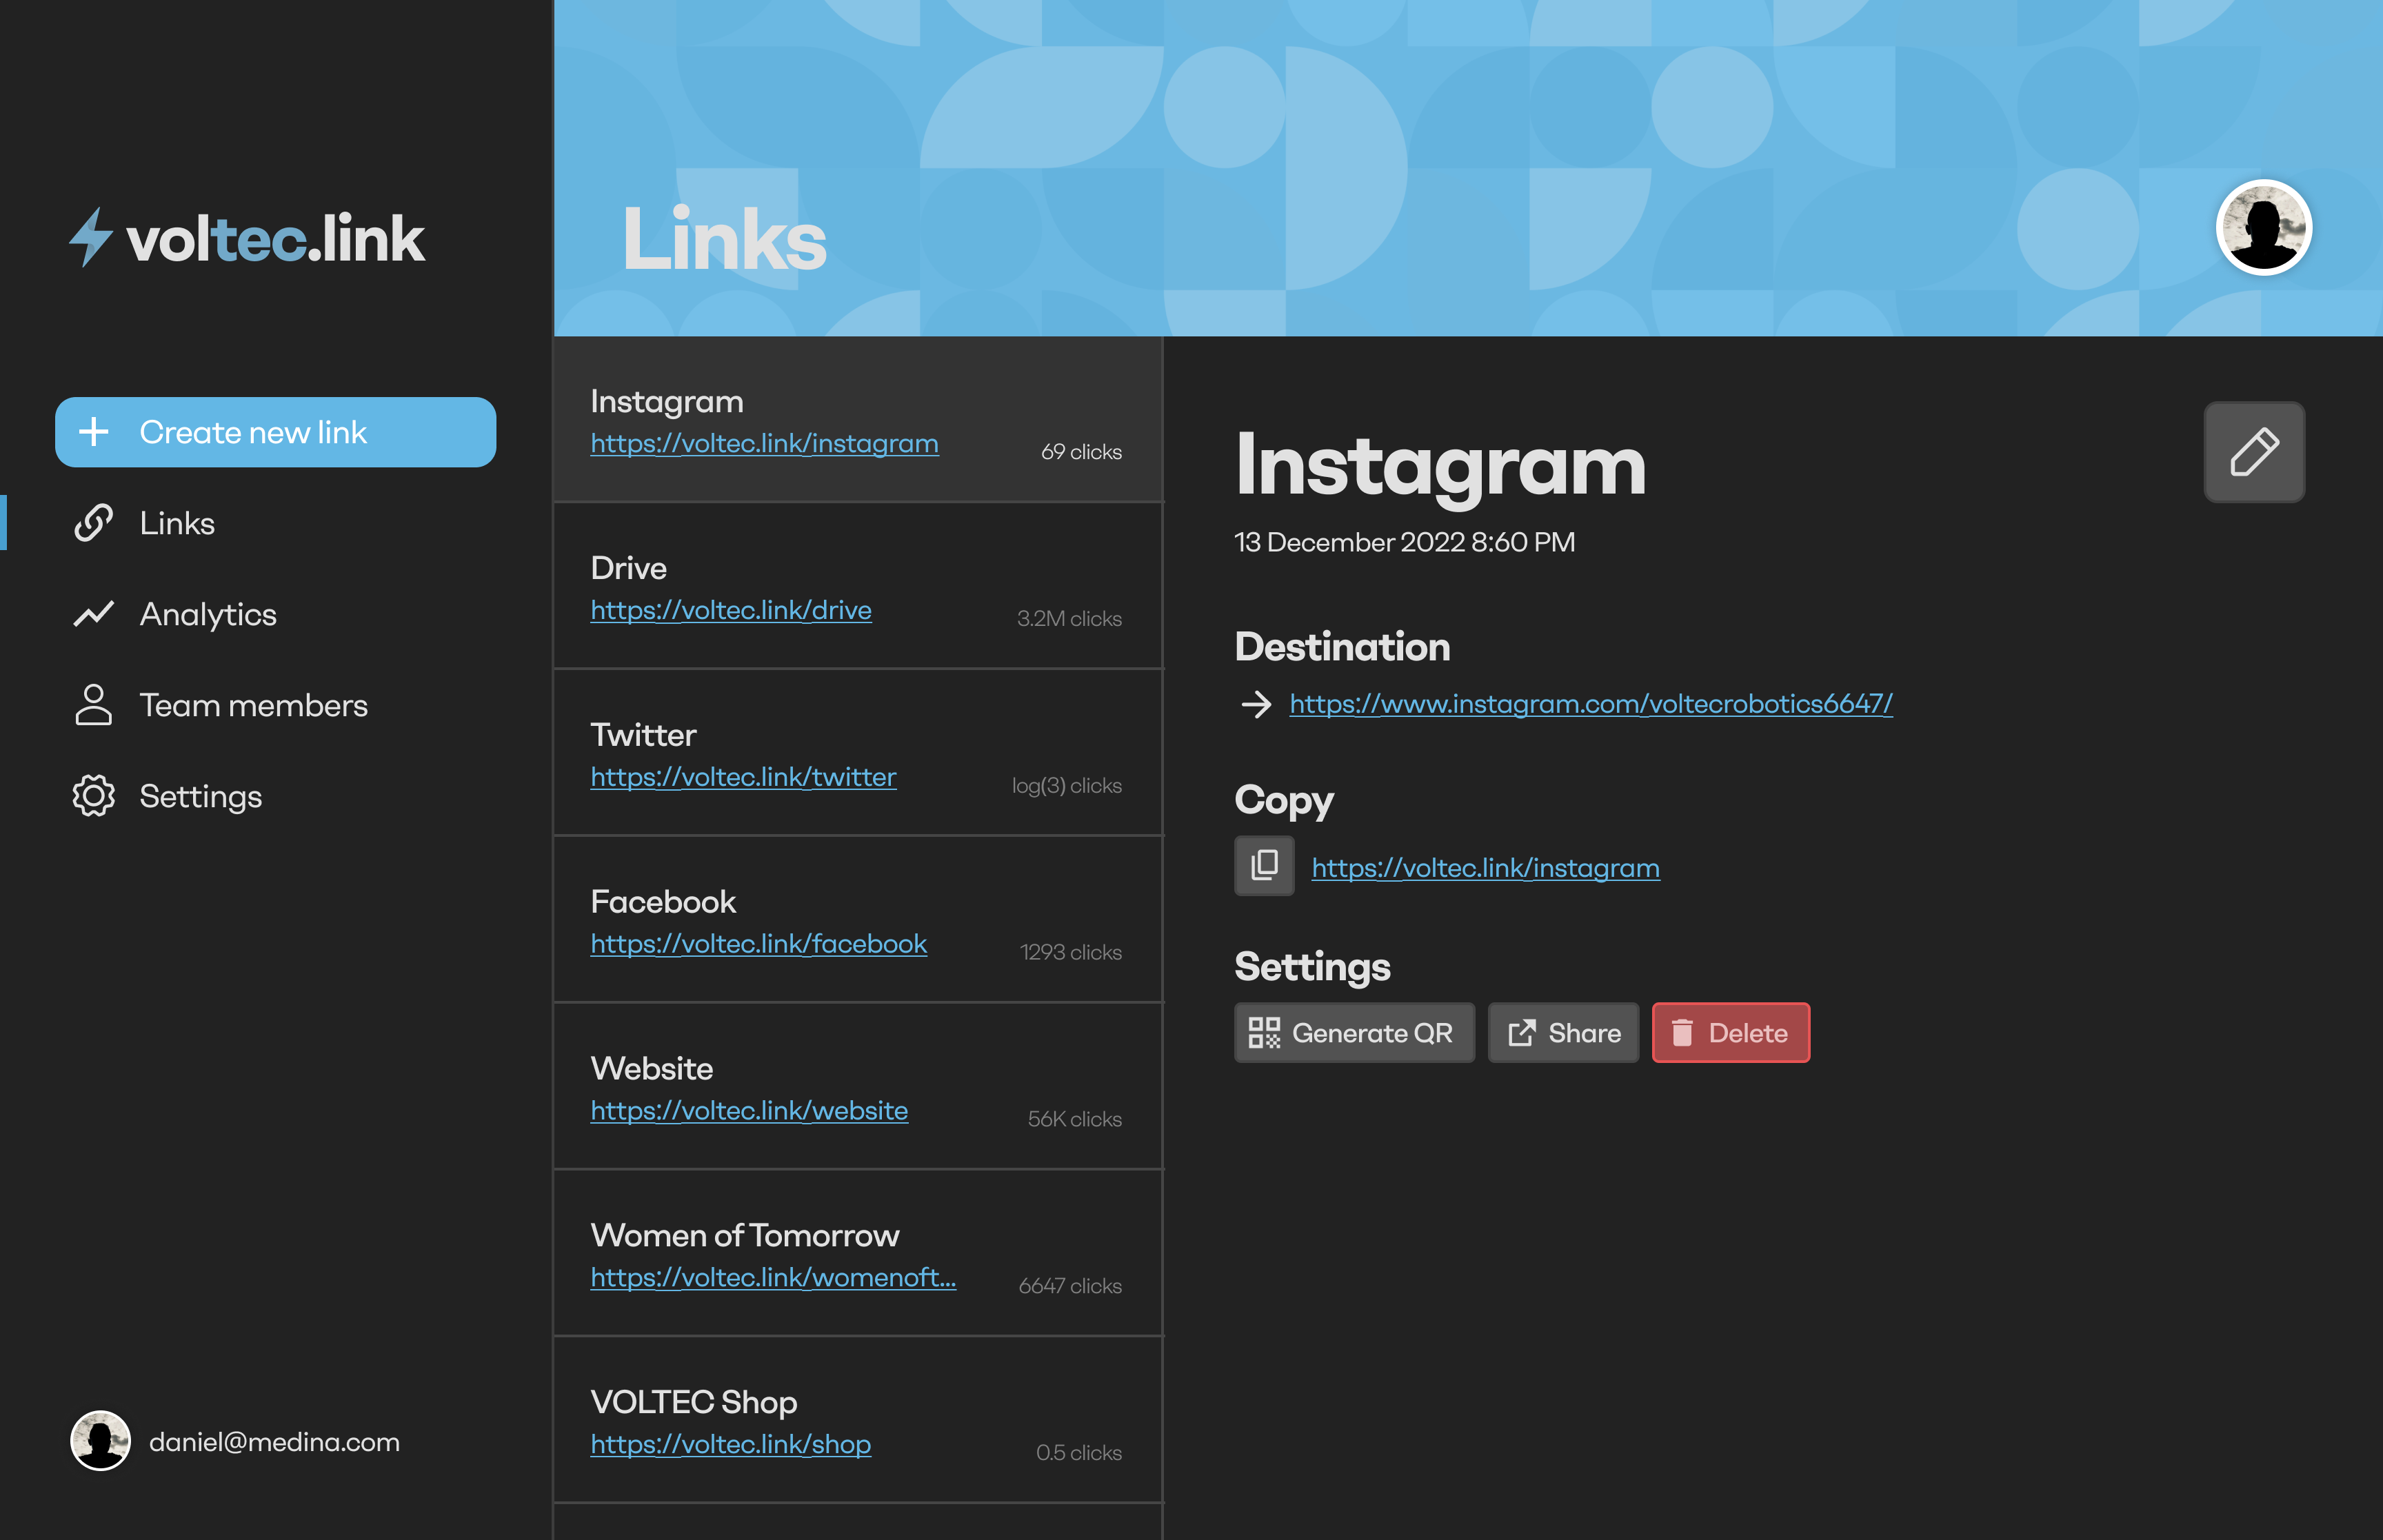 voltec.link
Create new link
Links
Analytics
Team members
Settings
daniel@medina.com
Links
Instagram
https://voltec.link/instagram
69 clicks
Drive
https://voltec.link/drive
3.2M clicks
Twitter
https://voltec.link/twitter
log(3) clicks
Facebook
https://voltec.link/facebook
1293 clicks
Website
https://voltec.link/website
56K clicks
Women of Tomorrow
https://voltec.link/womenoft...
6647 clicks
VOLTEC Shop
https://voltec.link/shop
0.5 clicks
Instagram
13 December 2022 8:60 PM
Destination
https://www.instagram.com/voltecrobotics6647/
Copy
https://voltec.link/instagram
Settings
Generate QR
Share
Delete